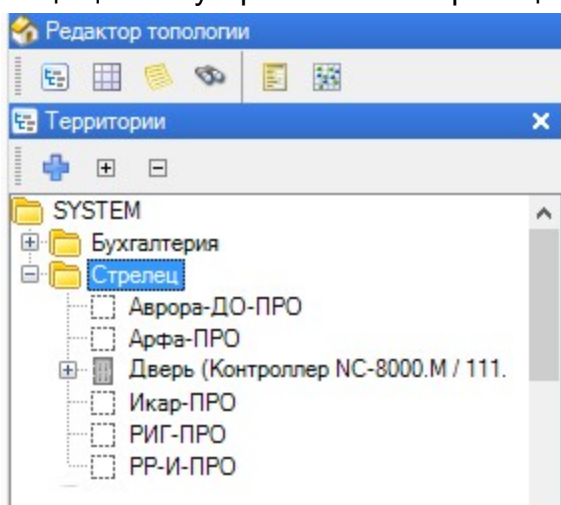 Редактор топологии
Территории
SYSTEM
Бухгалтерия
Стрелец
Аврора-ДО-ПРО
Арфа-ПРО
Дверь (Контроллер NC-8000.M / 111.
Икар-ПРО
РИГ-ПРО
РР-И-ПРО